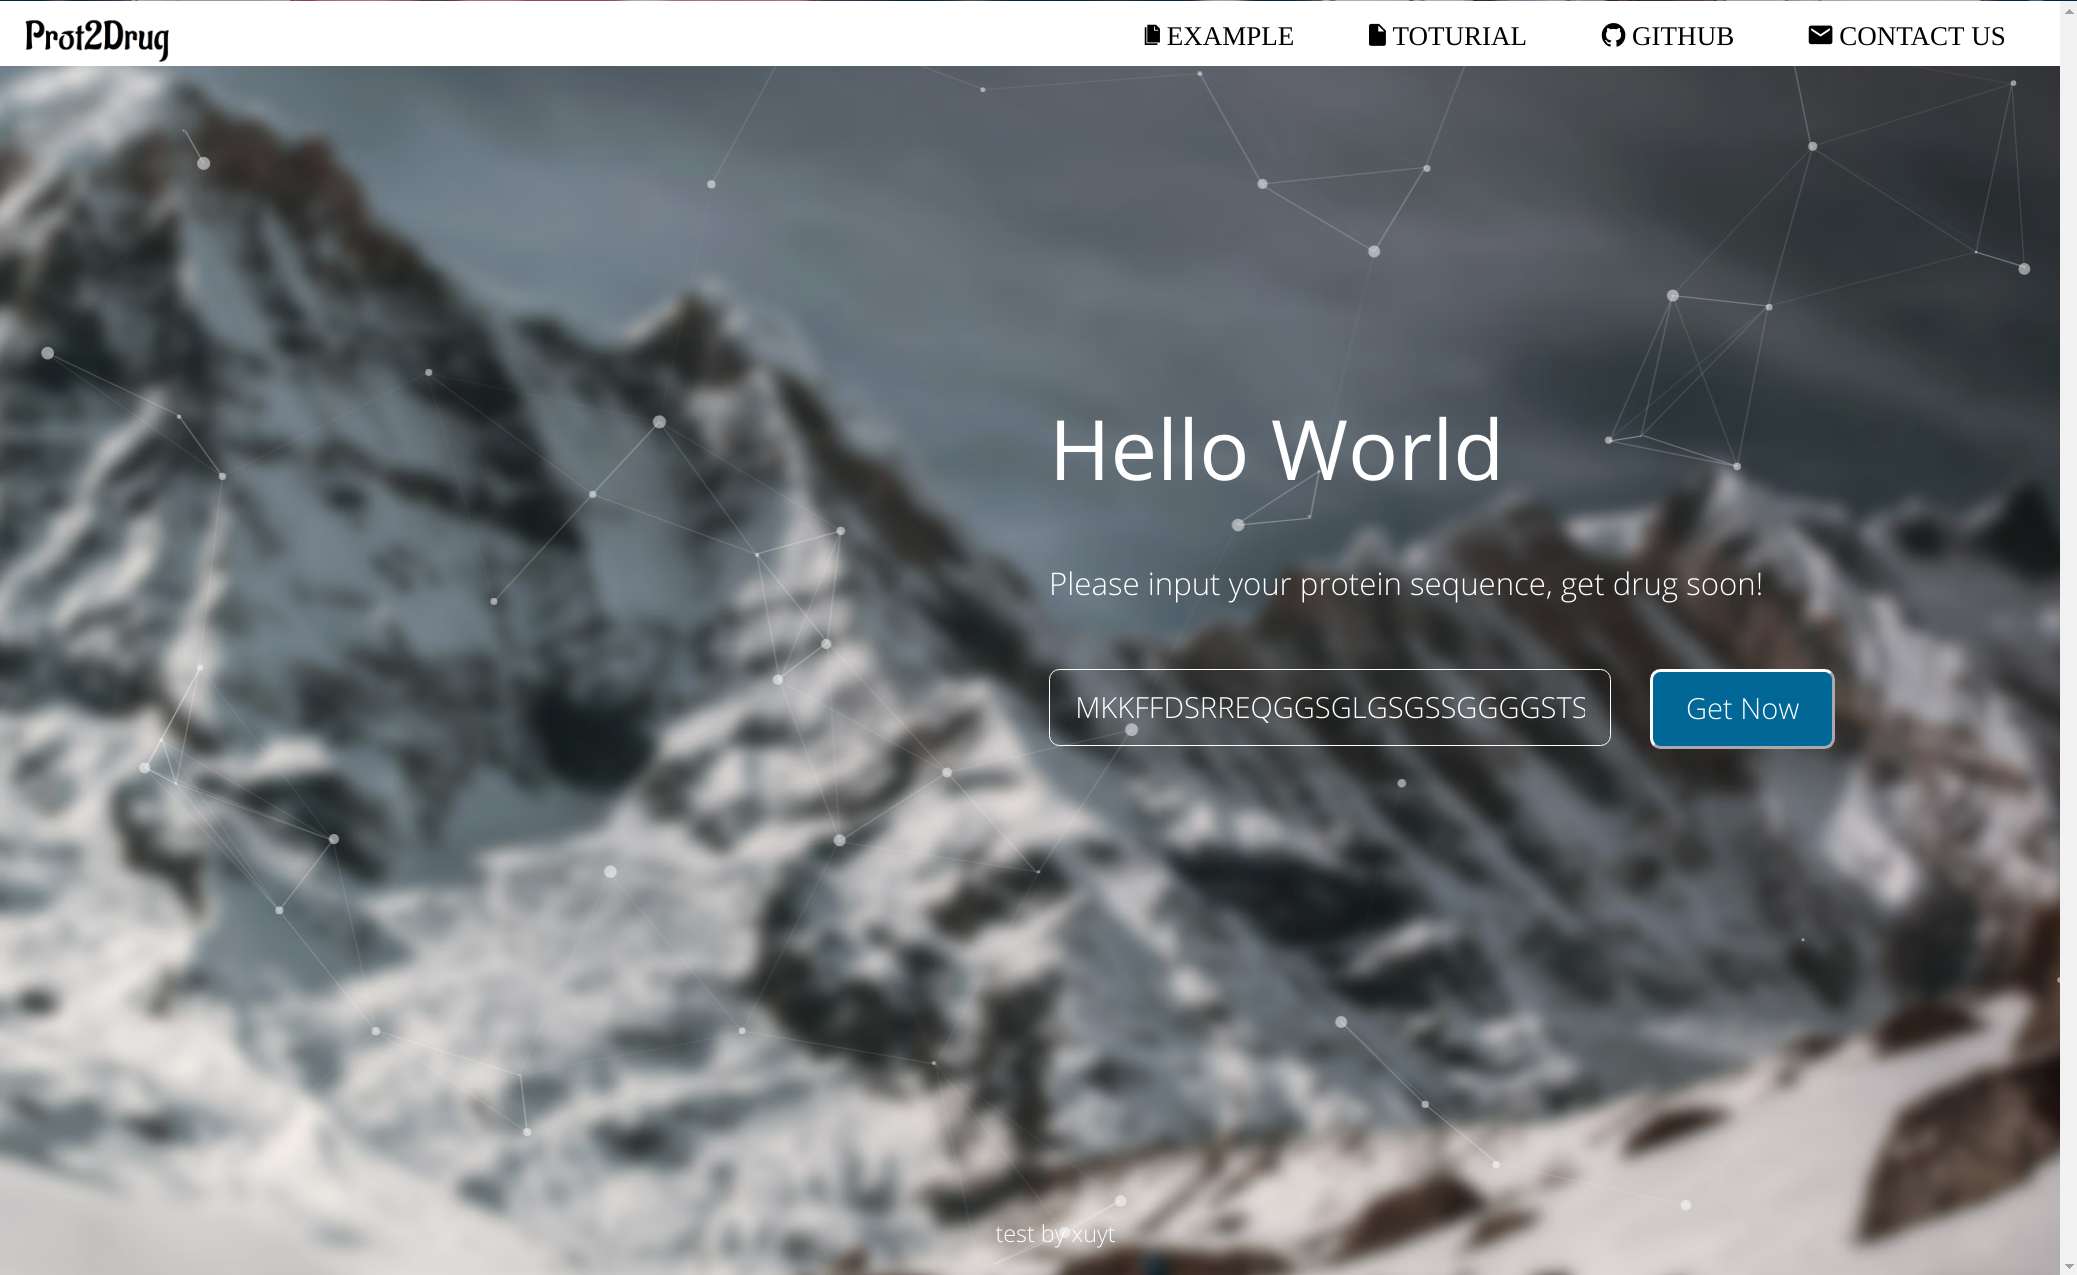 Prot2Drug
EXAMPLE
TOTURIAL
GITHUB
CONTACT US
Hello World
Please input your protein sequence, get drug soon!
MKKFFDSRREQGGSGLGSGSSGGGGSTS
Get Now
test by xuyt